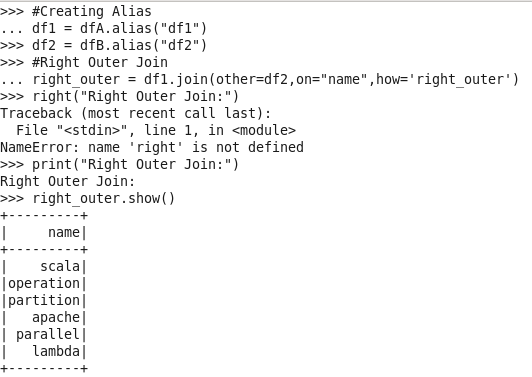 >>> #Creating Alias
... df1 = dfA.alias("df1")
>>> df2 = dfB.alias("df2")
>>> #Right Outer Join
... right_outer = df1.join(other=df2,on="name",how='right_outer')
>>> right("Right Outer Join:")
Traceback (most recent call last):
  File "<stdin>", line 1, in <module>
NameError: name 'right' is not defined
>>> print("Right Outer Join:")
Right Outer Join:
>>> right_outer.show()
+---------+
|     name|
+---------+
|    scala|
|operation|
|partition|
|   apache|
| parallel|
|   lambda|
+---------+